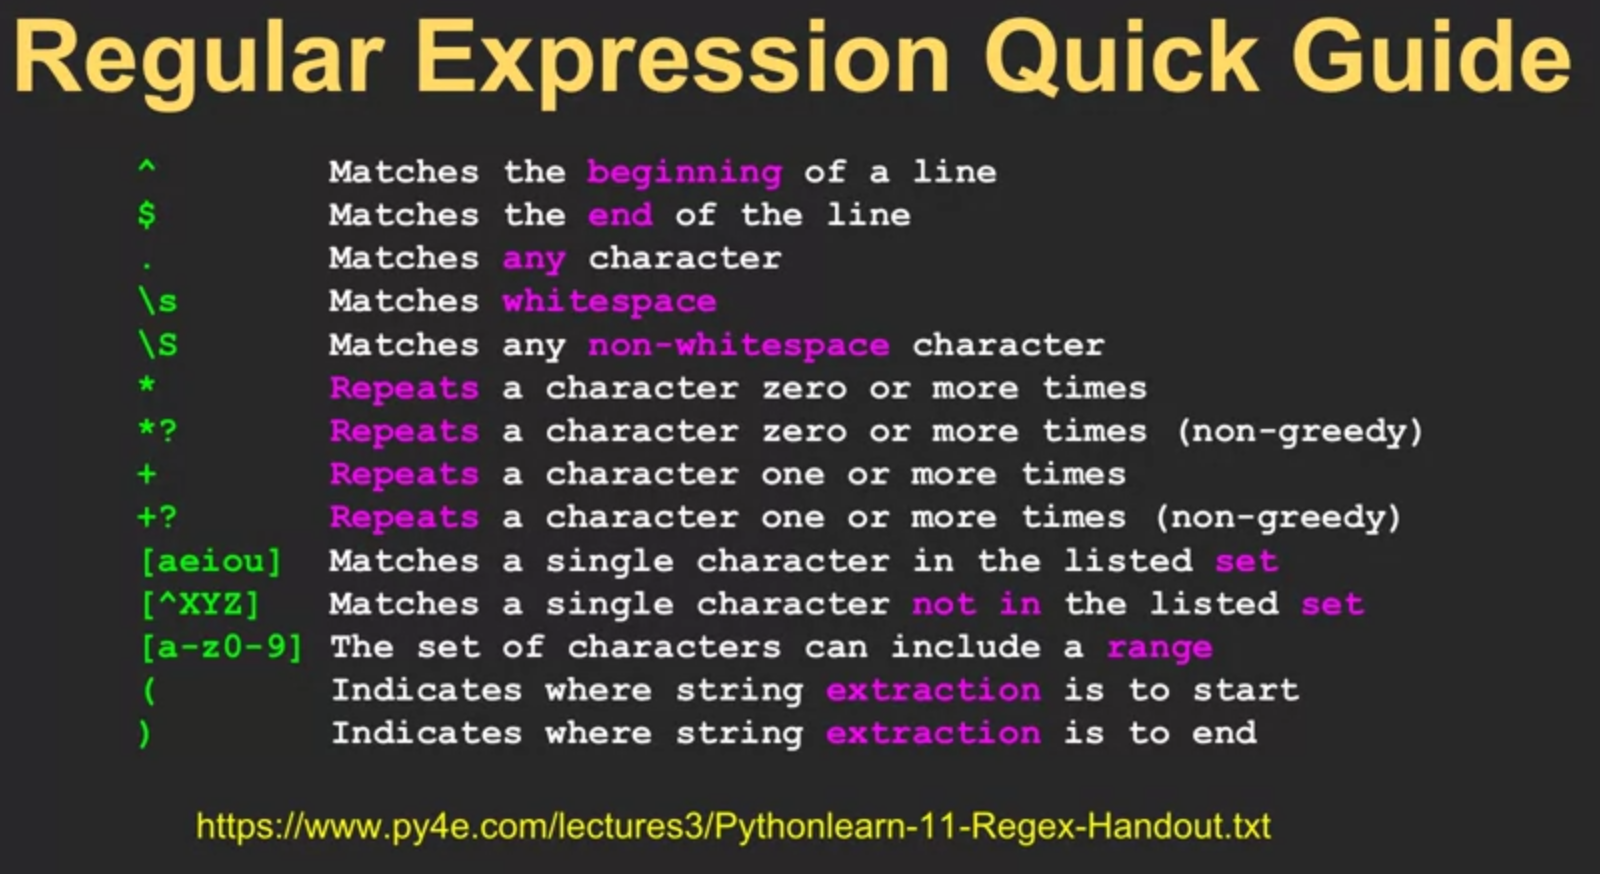 Regular Expression Quick Guide
^ Matches the beginning of a line
$ Matches the end of the line
. Matches any character
\s Matches whitespace
\S Matches any non-whitespace character
* Repeats a character zero or more times
*? Repeats a character zero or more times (non-greedy)
+ Repeats a character one or more times
+? Repeats a character one or more times (non-greedy)
[aeiou] Matches a single character in the listed set
[^XYZ] Matches a single character not in the listed set
[a-z0-9] The set of characters can include a range
( Indicates where string extraction is to start
) Indicates where string extraction is to end
https://www.py4e.com/lectures3/Pythonlearn-11-Regex-Handout.txt